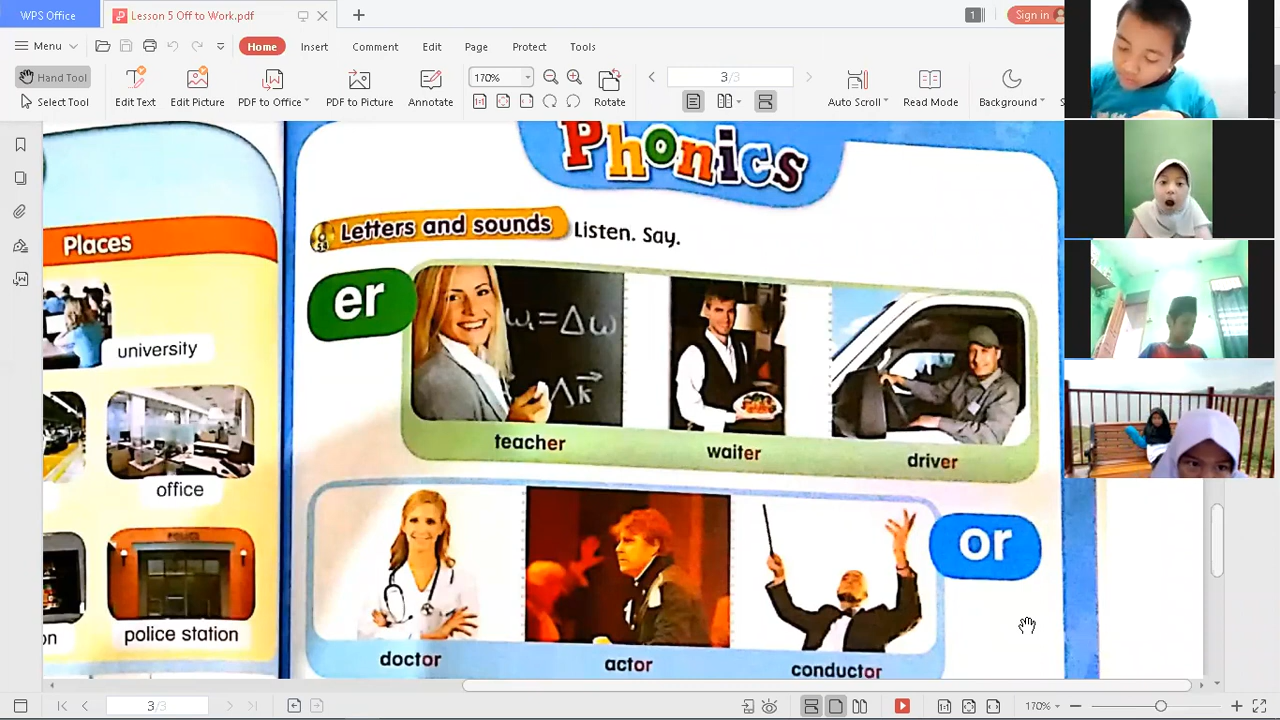 WPS Office
Lesson 5 Off to Work.pdf
1
Sign in
Menu
Home
Insert
Comment
Edit
Page
Protect
Tools
Hand Tool
Select Tool
Edit Text
Edit Picture
PDF to Office
PDF to Picture
Annotate
170%
Rotate
3/3
Auto Scroll
Read Mode
Background
Phonics
Letters and sounds Listen. Say.
Places
er
ω = Δω
Δk
university
teacher
waiter
driver
office
or
POLICE
police station
doctor
actor
conductor
3/3
170%